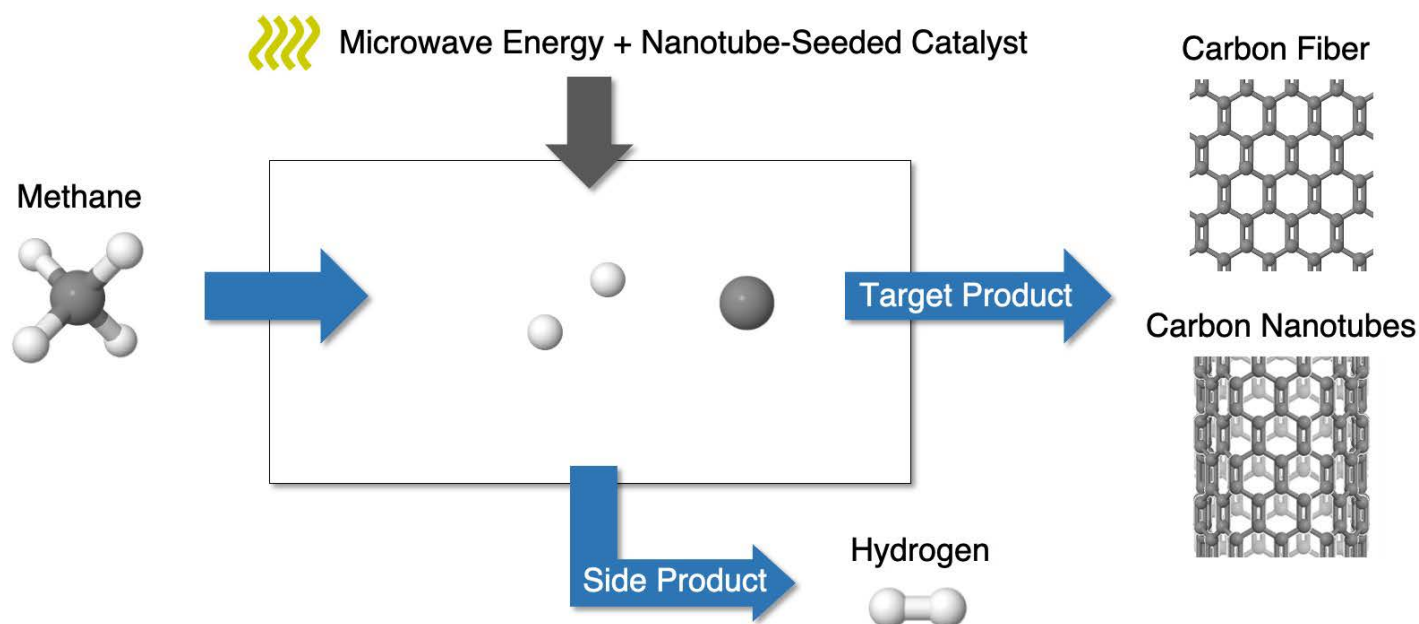 Microwave Energy + Nanotube-Seeded Catalyst
Carbon Fiber
Methane
Target Product
Carbon Nanotubes
Hydrogen
Side Product